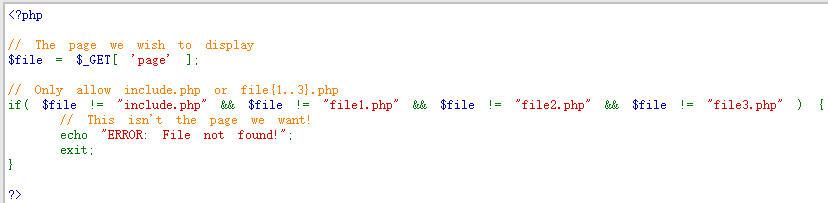 <?php
// The page we wish to display
$file = $_GET[ 'page' ];
// Only allow include.php or file{1..3}.php
if( $file != "include.php" && $file != "file1.php" && $file != "file2.php" && $file != "file3.php" ) {
// This isn't the page we want!
echo "ERROR: File not found!";
exit;
}
?>